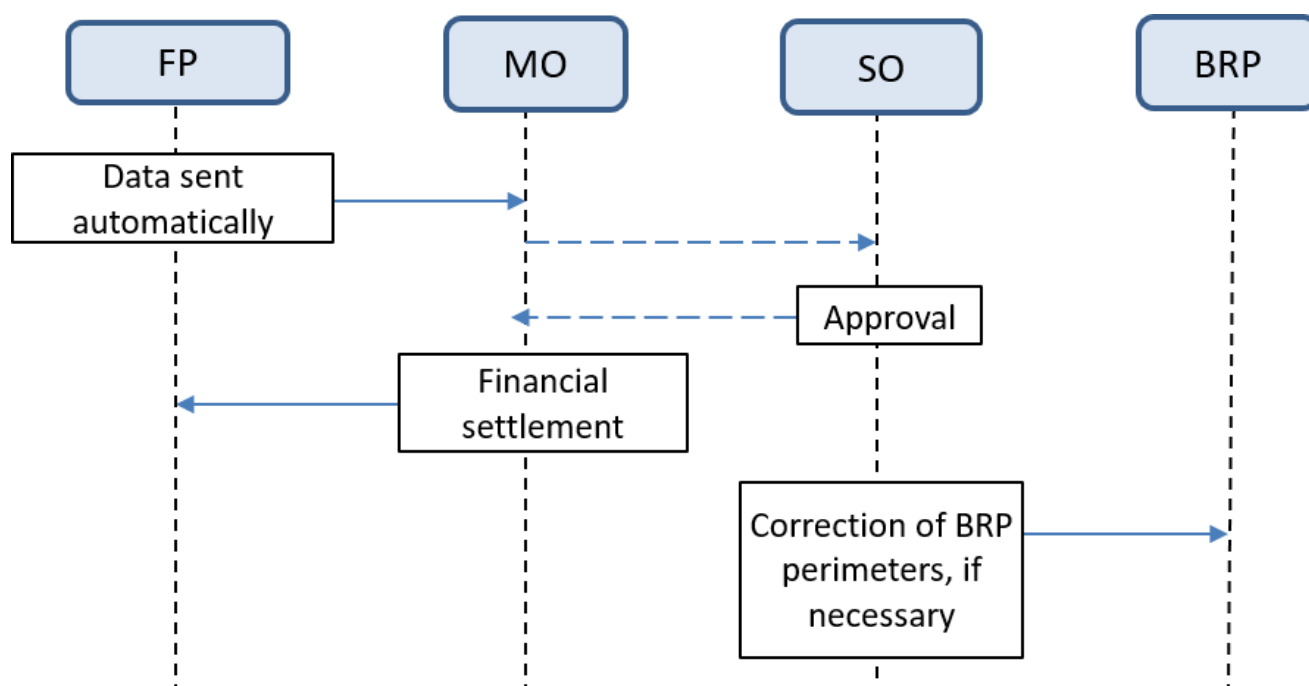 FP
MO
SO
BRP
Data sent
automatically
Approval
Financial
settlement
Correction of BRP
perimeters, if
necessary